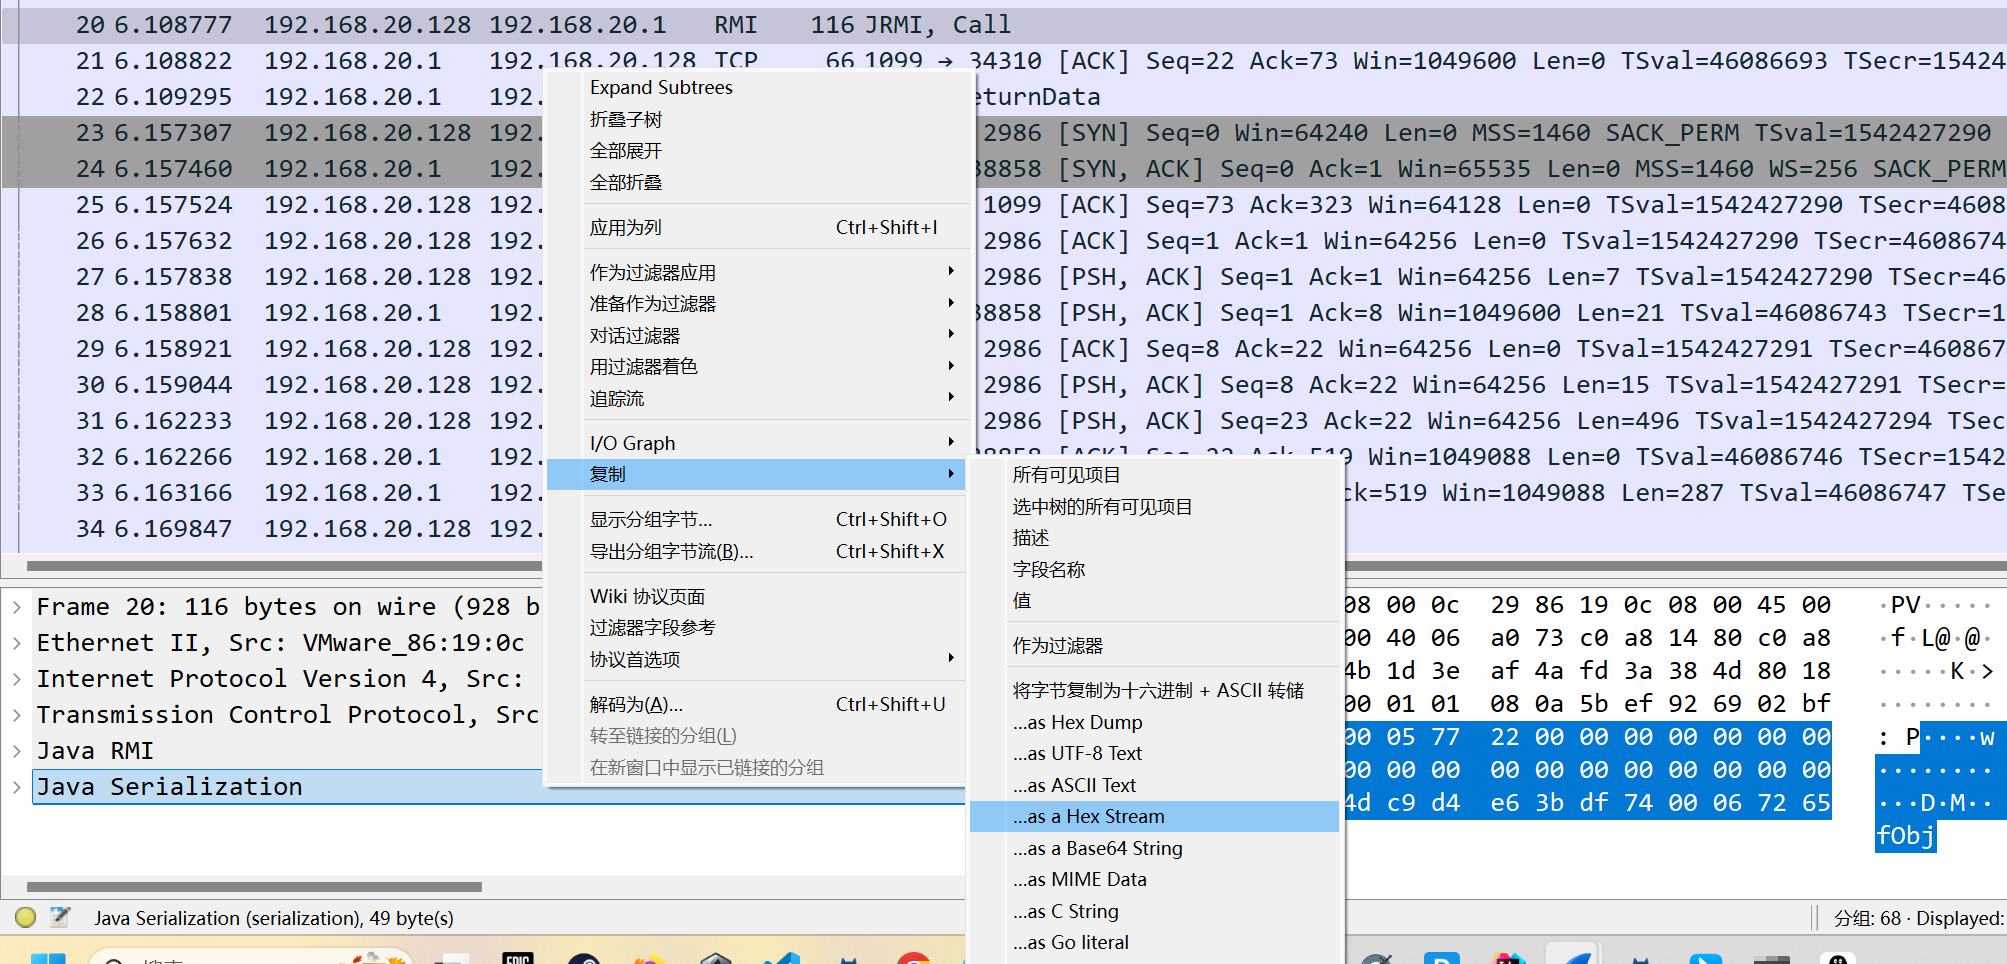 20 6.108777 192.168.20.128 192.168.20.1 RMI 116 JRMI, Call
21 6.108822 192.168.20.1 192.168.20.128 TCP 66 1099 → 34310 [ACK] Seq=22 Ack=73 Win=1049600 Len=0 TSval=46086693 TSecr=15424
22 6.109295 192.168.20.1 192. eturnData
23 6.157307 192.168.20.128 192. 2986 [SYN] Seq=0 Win=64240 Len=0 MSS=1460 SACK_PERM TSval=1542427290
24 6.157460 192.168.20.1 192. 38858 [SYN, ACK] Seq=0 Ack=1 Win=65535 Len=0 MSS=1460 WS=256 SACK_PERM
25 6.157524 192.168.20.128 192. 1099 [ACK] Seq=73 Ack=323 Win=64128 Len=0 TSval=1542427290 TSecr=4608
26 6.157632 192.168.20.128 192. 2986 [ACK] Seq=1 Ack=1 Win=64256 Len=0 TSval=1542427290 TSecr=4608674
27 6.157838 192.168.20.128 192. 2986 [PSH, ACK] Seq=1 Ack=1 Win=64256 Len=7 TSval=1542427290 TSecr=46
28 6.158801 192.168.20.1 192. 38858 [PSH, ACK] Seq=1 Ack=8 Win=1049600 Len=21 TSval=46086743 TSecr=1
29 6.158921 192.168.20.128 192. 2986 [ACK] Seq=8 Ack=22 Win=64256 Len=0 TSval=1542427291 TSecr=460867
30 6.159044 192.168.20.128 192. 2986 [PSH, ACK] Seq=8 Ack=22 Win=64256 Len=15 TSval=1542427291 TSecr=
31 6.162233 192.168.20.128 192. 2986 [PSH, ACK] Seq=23 Ack=22 Win=64256 Len=496 TSval=1542427294 TSec
32 6.162266 192.168.20.1 192. 38858 [ACK] Seq=22 Ack=519 Win=1049088 Len=0 TSval=46086746 TSecr=1542
33 6.163166 192.168.20.1 192. ck=519 Win=1049088 Len=287 TSval=46086747 TSe
34 6.169847 192.168.20.128 192.
Expand Subtrees
折叠子树
全部展开
全部折叠
应用为列 Ctrl+Shift+I
作为过滤器应用
准备作为过滤器
对话过滤器
用过滤器着色
追踪流
I/O Graph
复制
显示分组字节... Ctrl+Shift+O
导出分组字节流(B)... Ctrl+Shift+X
Wiki 协议页面
过滤器字段参考
协议首选项
解码为(A)... Ctrl+Shift+U
转至链接的分组(L)
在新窗口中显示已链接的分组
所有可见项目
选中树的所有可见项目
描述
字段名称
值
作为过滤器
将字节复制为十六进制 + ASCII 转储
...as Hex Dump
...as UTF-8 Text
...as ASCII Text
...as a Hex Stream
...as a Base64 String
...as MIME Data
...as C String
...as Go literal
Frame 20: 116 bytes on wire (928 b
Ethernet II, Src: VMware_86:19:0c
Internet Protocol Version 4, Src:
Transmission Control Protocol, Src
Java RMI
Java Serialization
08 00 0c 29 86 19 0c 08 00 45 00 ·PV·····
00 40 06 a0 73 c0 a8 14 80 c0 a8 ·f·L@·@·
4b 1d 3e af 4a fd 3a 38 4d 80 18 ·····K·>
00 01 01 08 0a 5b ef 92 69 02 bf ········
00 05 77 22 00 00 00 00 00 00 00 :P····w
00 00 00 00 00 00 00 00 00 00 00 ········
4d c9 d4 e6 3b df 74 00 06 72 65 ···D·M··
fObj
Java Serialization (serialization), 49 byte(s)
分组: 68 · Displayed:
EPIC